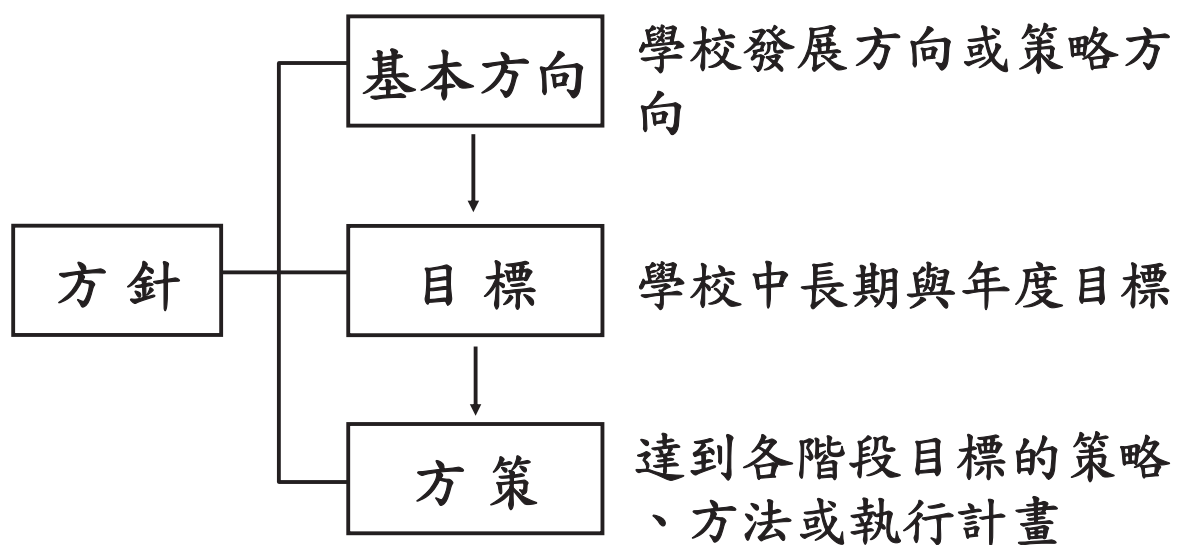 基本方向
學校發展方向或策略方
向
方針
目標
學校中長期與年度目標
方策
達到各階段目標的策略
、方法或執行計畫